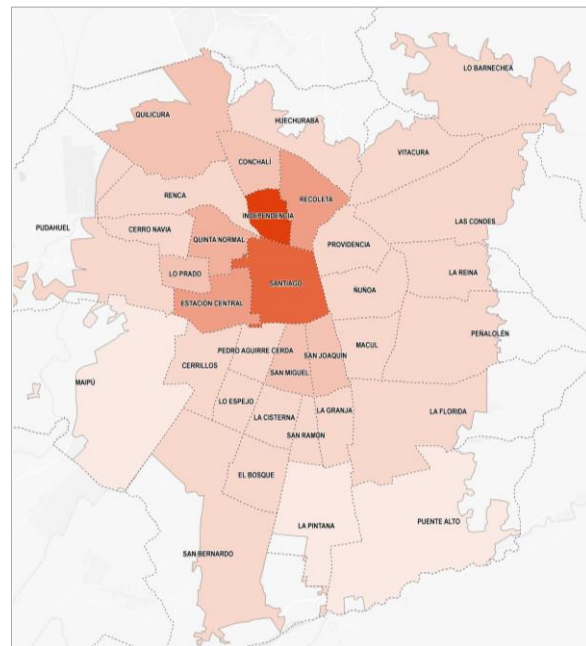 LO BARNECHEA
QUILICURA
HUECHURABA
VITACURA
CONCHALÍ
RENCA
RECOLETA
INDEPENDENCIA
LAS CONDES
PUDAHUEL
CERRO NAVIA
QUINTA NORMAL
PROVIDENCIA
LO PRADO
LA REINA
SANTIAGO
ÑUÑOA
ESTACIÓN CENTRAL
PEÑALOLÉN
MACUL
PEDRO AGUIRRE CERDA
SAN JOAQUÍN
CERRILLOS
SAN MIGUEL
MAIPÚ
LO ESPEJO
LA GRANJA
LA CISTERNA
LA FLORIDA
SAN RAMÓN
EL BOSQUE
PUENTE ALTO
LA PINTANA
SAN BERNARDO